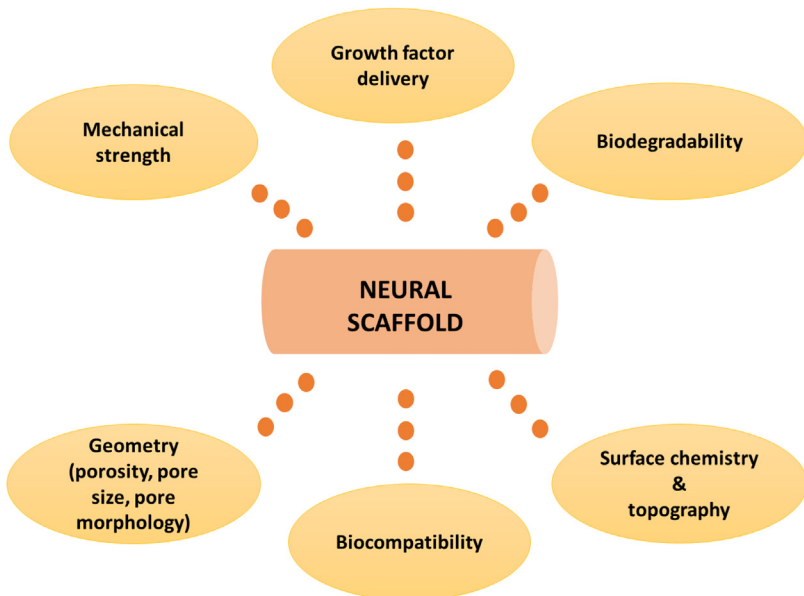 Growth factor
delivery
Mechanical
strength
Biodegradability
NEURAL
SCAFFOLD
Geometry
(porosity, pore
size, pore
morphology)
Surface chemistry
&
topography
Biocompatibility